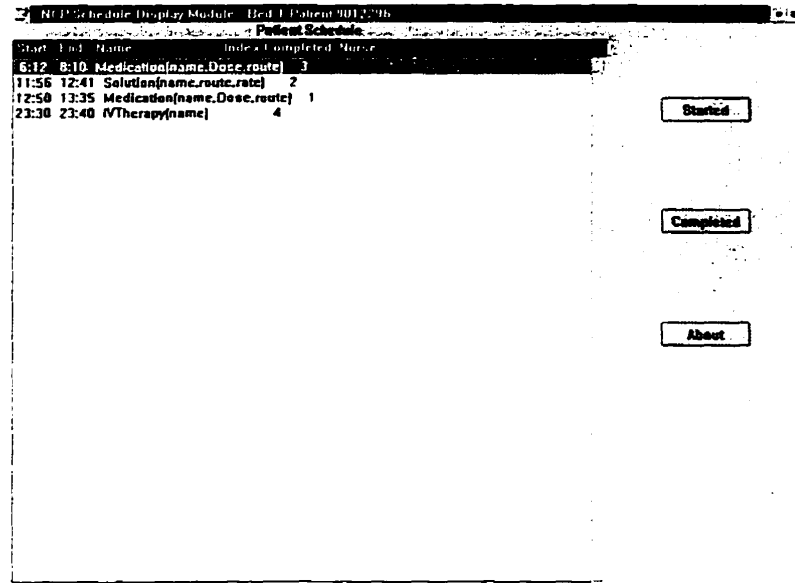 NCP Schedule Display Module Bed 1 Patient
Patient Schedule
Start End Name Index Completed Nurse
6:12 8:10 Medication(name,Dose,route) 3
11:56 12:41 Solution(name,route,rate) 2
12:50 13:35 Medication(name,Dose,route) 1
23:30 23:40 IVTherapy(name) 4
Started
Completed
About